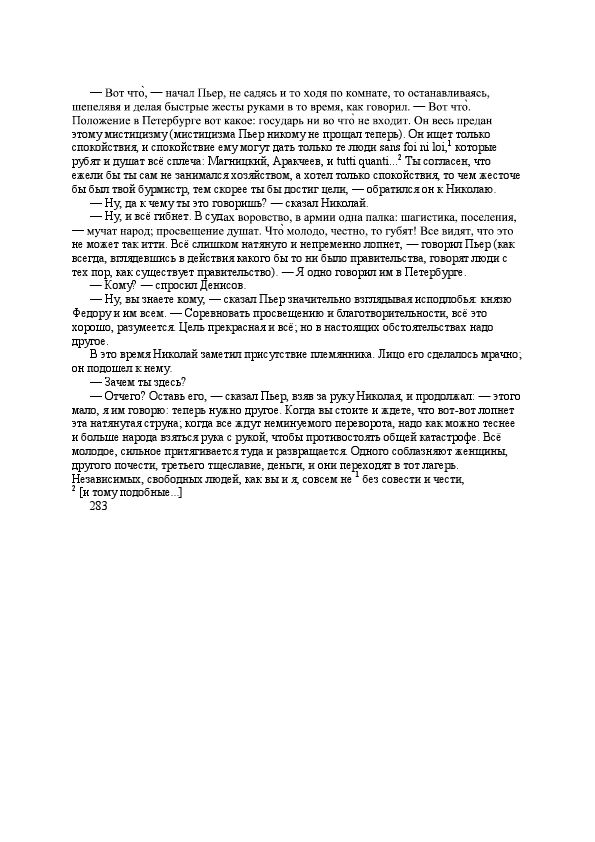 — Вот что̀, — начал Пьер, не садясь и то ходя по комнате, то останавливаясь,
шепелявя и делая быстрые жесты руками в то время, как говорил. — Вот что̀.
Положение в Петербурге вот какое: государь ни во что̀ не входит. Он весь предан
этому мистицизму (мистицизма Пьер никому не прощал теперь). Он ищет только
спокойствия, и спокойствие ему могут дать только те люди sans foi ni loi,¹ которые
рубят и душат всё сплеча: Магницкий, Аракчеев, и tutti quanti...² Ты согласен, что
ежели бы ты сам не занимался хозяйством, а хотел только спокойствия, то чем жесточе
бы был твой бурмистр, тем скорее ты бы достиг цели, — обратился он к Николаю.
— Ну, да к чему ты это говоришь? — сказал Николай.
— Ну, и всё гибнет. В судах воровство, в армии одна палка: шагистика, поселения,
— мучат народ; просвещение душат. Что̀ молодо, честно, то губят! Все видят, что это
не может так итти. Всё слишком натянуто и непременно лопнет, — говорил Пьер (как
всегда, вглядевшись в действия какого бы то ни было правительства, говорят люди с
тех пор, как существует правительство). — Я одно говорил им в Петербурге.
— Кому? — спросил Денисов.
— Ну, вы знаете кому, — сказал Пьер значительно взглядывая исподлобья: князю
Федору и им всем. — Соревновать просвещению и благотворительности, всё это
хорошо, разумеется. Цель прекрасная и всё; но в настоящих обстоятельствах надо
другое.
В это время Николай заметил присутствие племянника. Лицо его сделалось мрачно;
он подошел к нему.
— Зачем ты здесь?
— Отчего? Оставь его, — сказал Пьер, взяв за руку Николая, и продолжал: — этого
мало, я им говорю: теперь нужно другое. Когда вы стоите и ждете, что вот-вот лопнет
эта натянутая струна; когда все ждут неминуемого переворота, надо как можно теснее
и больше народа взяться рука с рукой, чтобы противостоять общей катастрофе. Всё
молодое, сильное притягивается туда и развращается. Одного соблазняют женщины,
другого почести, третьего тщеславие, деньги, и они переходят в тот лагерь.
Независимых, свободных людей, как вы и я, совсем не ¹ без совести и чести,
² [и тому подобные...]
283